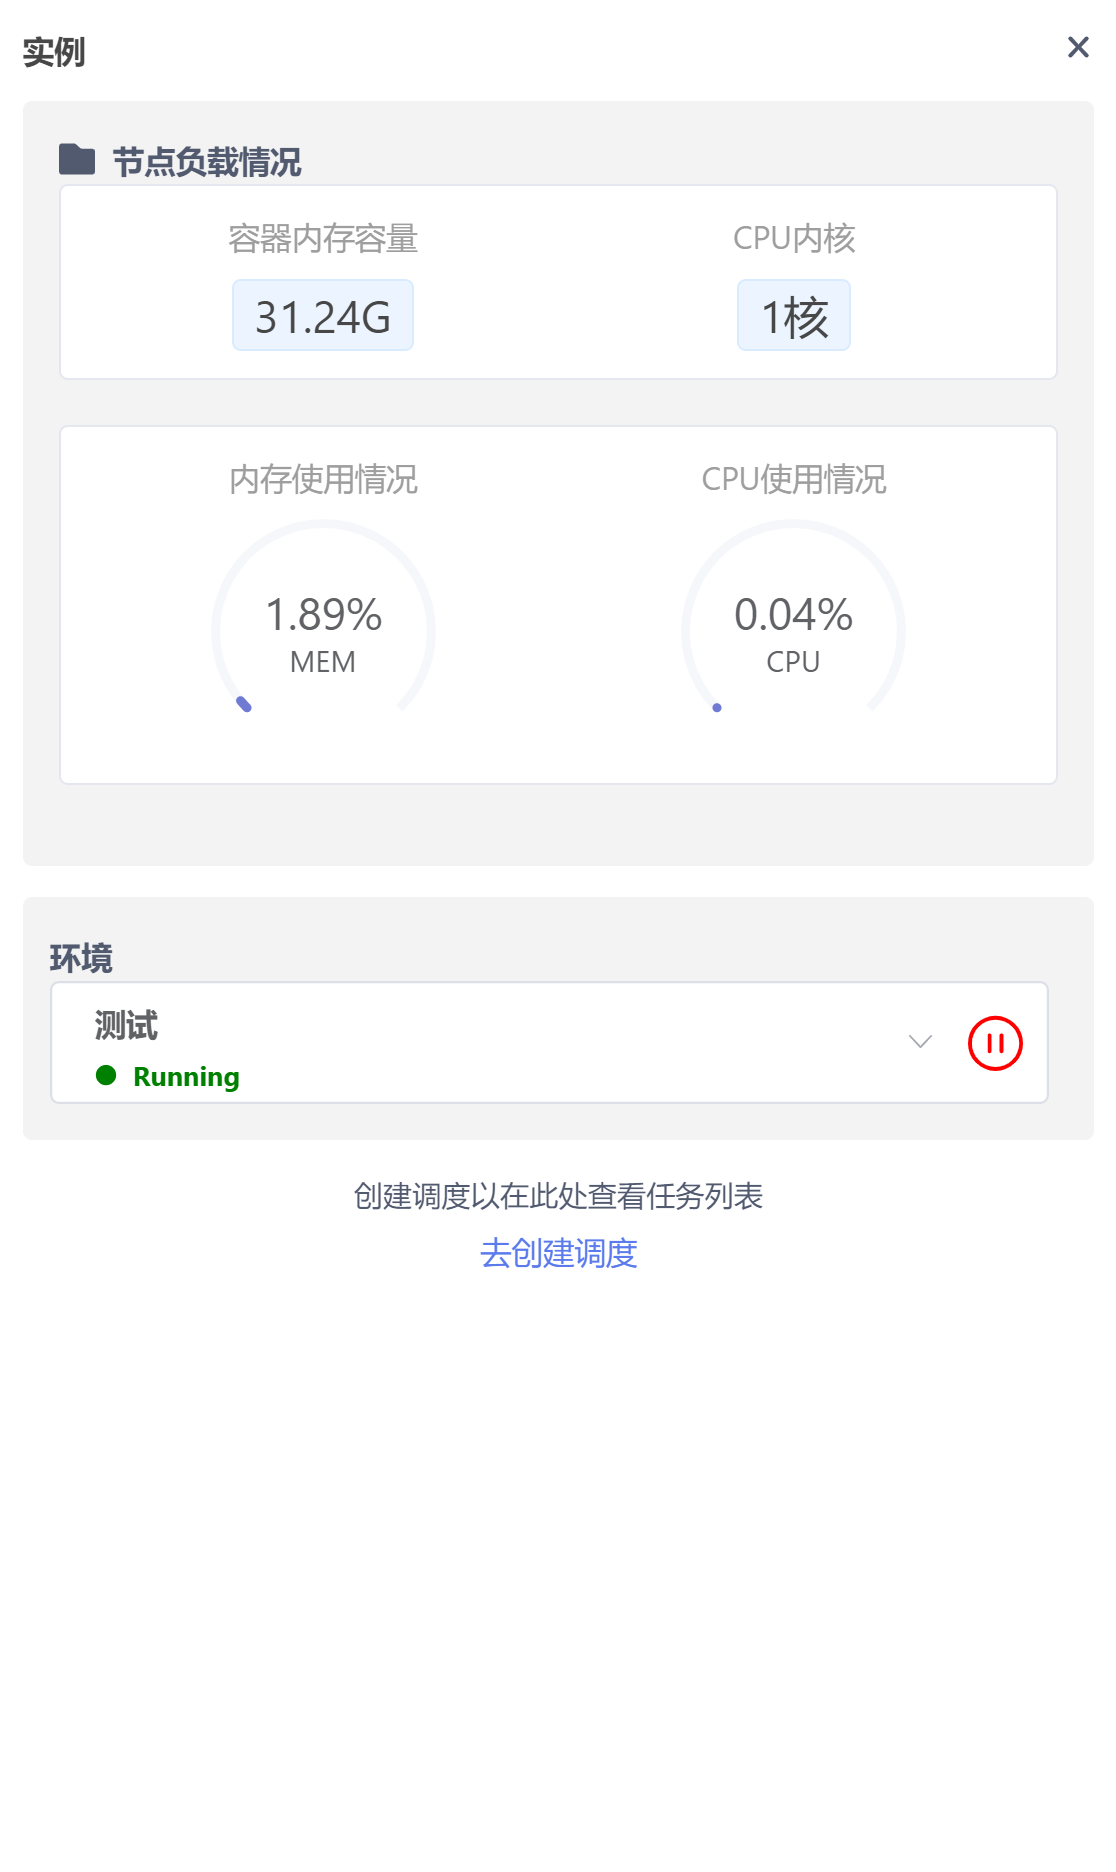 实例
节点负载情况
容器内存容量
CPU内核
31.24G
1核
内存使用情况
CPU使用情况
1.89%
MEM
0.04%
CPU
环境
测试
Running
创建调度以在此处查看任务列表
去创建调度